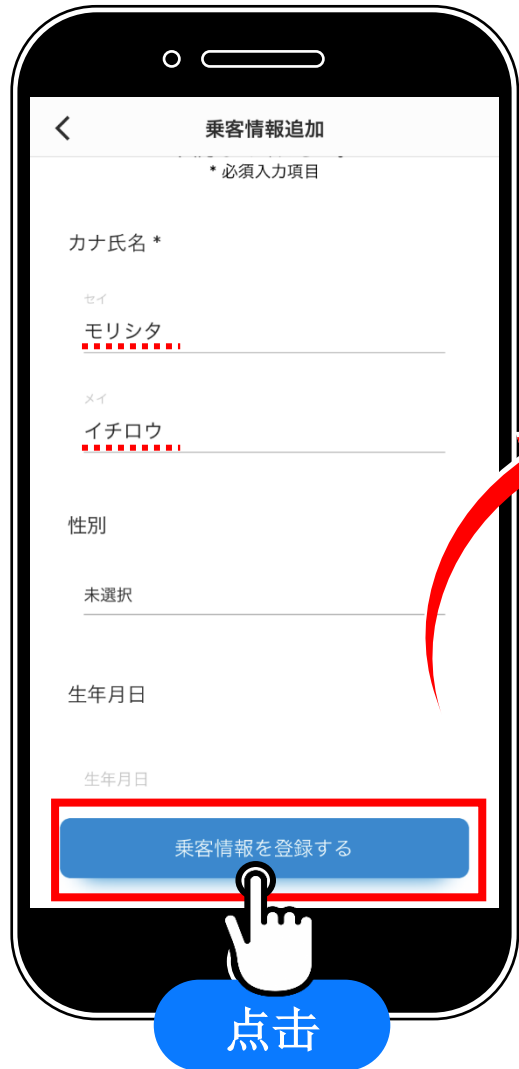 乗客情報追加
* 必須入力項目
カナ氏名 *
セイ
モリシタ
メイ
イチロウ
性別
未選択
生年月日
生年月日
乗客情報を登録する
点击